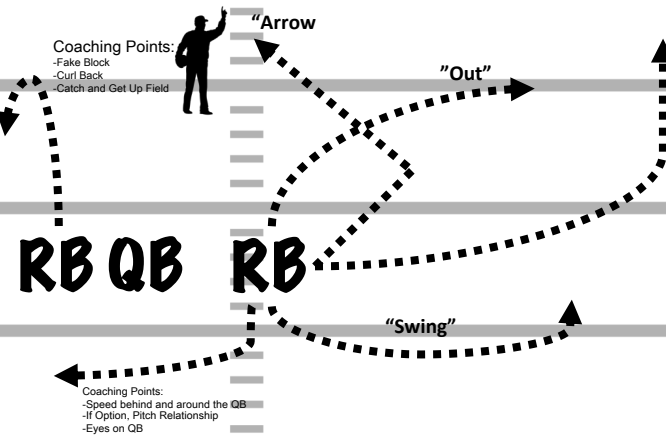 “Arrow
Coaching Points:
-Fake Block
-Curl Back
-Catch and Get Up Field
”Out”
RB QB RB
“Swing”
Coaching Points:
-Speed behind and around the QB
-If Option, Pitch Relationship
-Eyes on QB